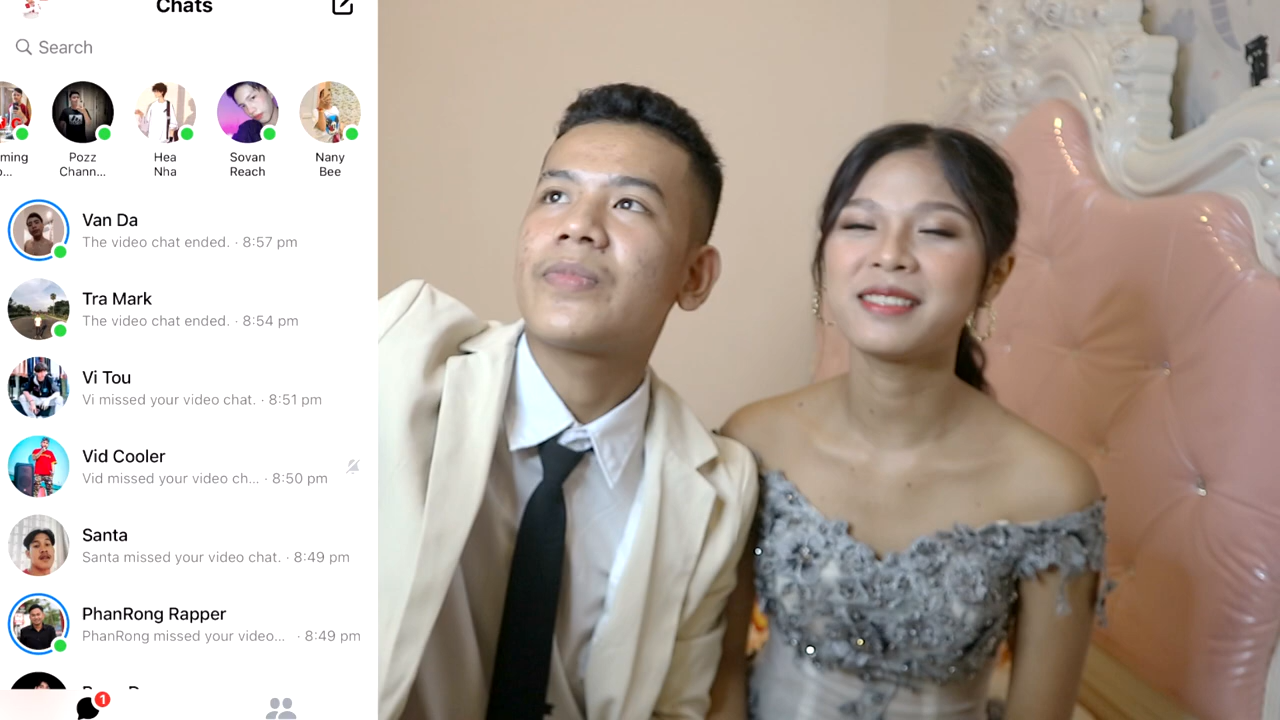 Chats
Search
ming
Pozz
Chann...
Hea
Nha
Sovan
Reach
Nany
Bee
Van Da
The video chat ended. · 8:57 pm
Tra Mark
The video chat ended. · 8:54 pm
Vi Tou
Vi missed your video chat. · 8:51 pm
Vid Cooler
Vid missed your video ch... · 8:50 pm
Santa
Santa missed your video chat. · 8:49 pm
PhanRong Rapper
PhanRong missed your video... · 8:49 pm
1